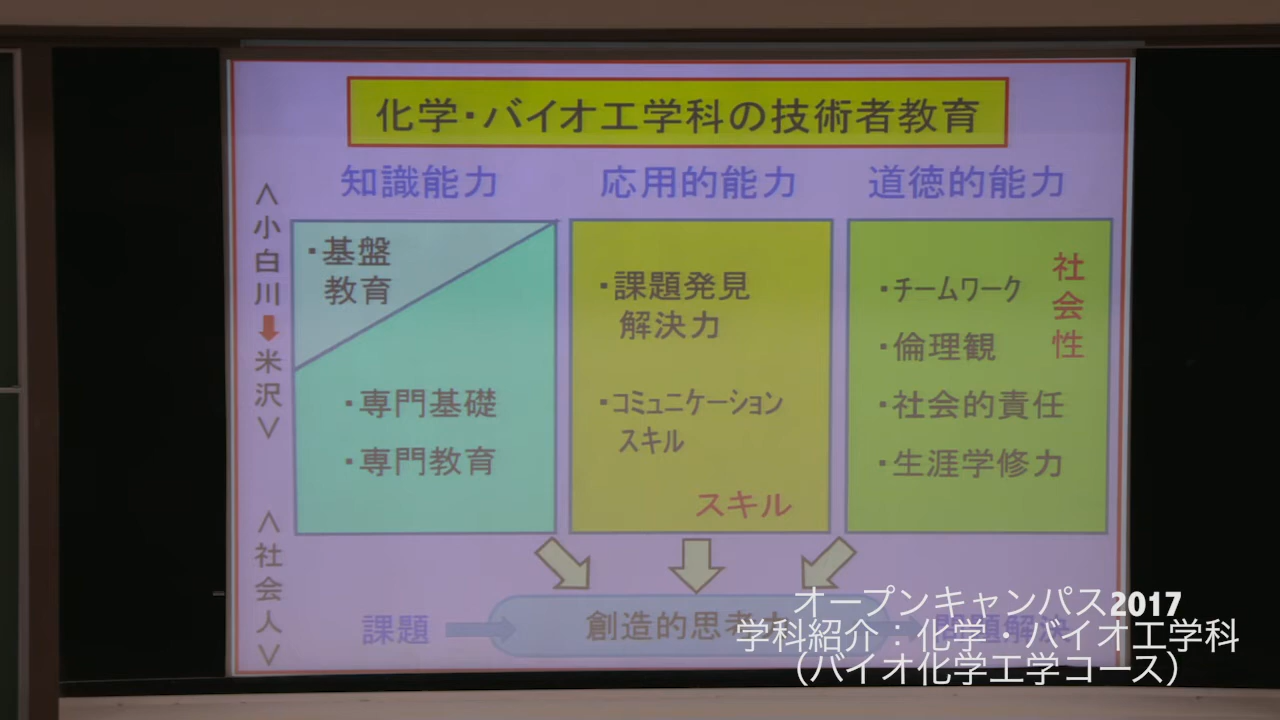 化学・バイオ工学科の技術者教育
知識能力
応用的能力
道徳的能力
<小白川➡米沢>
・基盤
教育
・専門基礎
・専門教育
・課題発見
解決力
・コミュニケーション
スキル
スキル
・チームワーク
・倫理観
・社会的責任
・生涯学修力
社会性
<社会人>
課題
創造的思考力
問題解決
オープンキャンパス2017
学科紹介：化学・バイオ工学科
（バイオ化学工学コース）